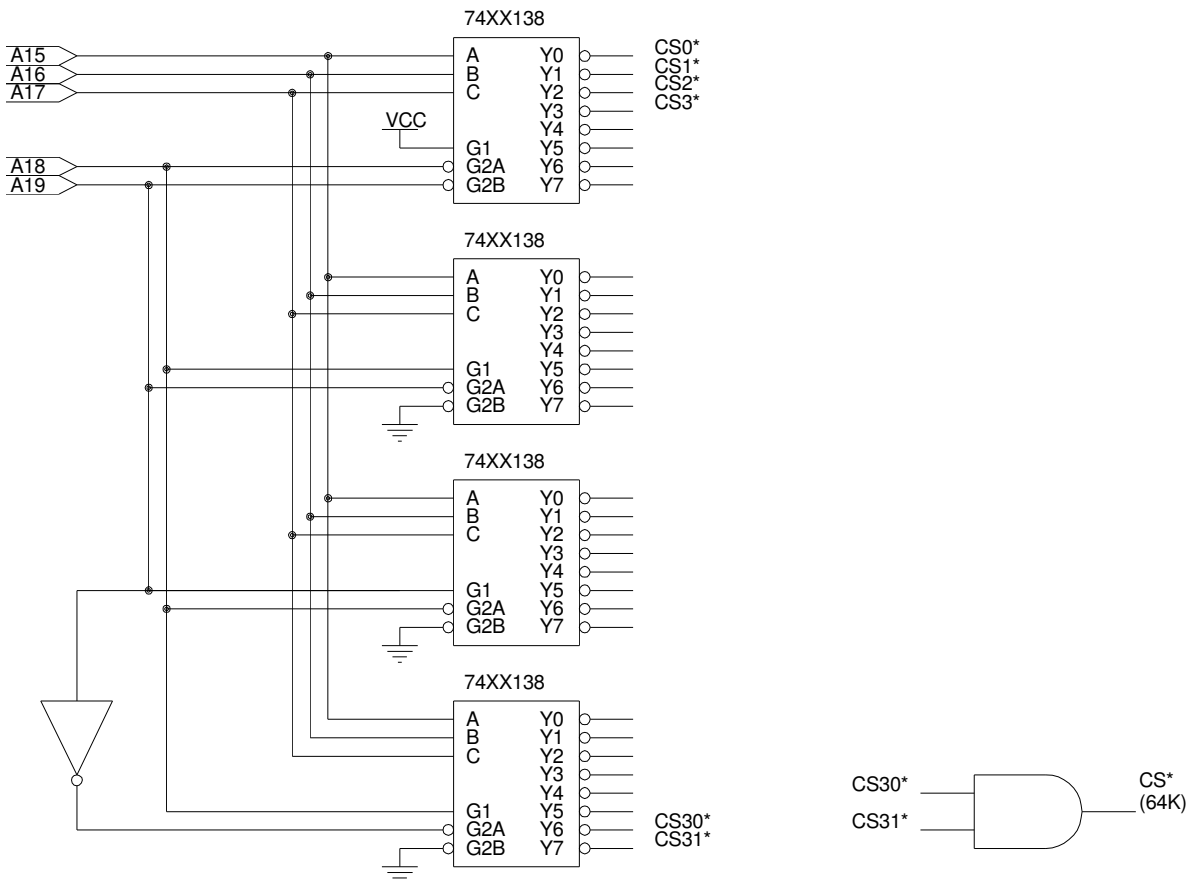 74XX138
A15 A Y0 CS0*
A16 B Y1 CS1*
A17 C Y2 CS2*
Y3 CS3*
VCC Y4
G1 Y5
A18 G2A Y6
A19 G2B Y7
74XX138
A Y0
B Y1
C Y2
Y3
Y4
G1 Y5
G2A Y6
G2B Y7
74XX138
A Y0
B Y1
C Y2
Y3
Y4
G1 Y5
G2A Y6
G2B Y7
74XX138
A Y0
B Y1
C Y2
Y3
Y4
G1 Y5
G2A Y6 CS30*
G2B Y7 CS31*
CS30* CS*
(64K)
CS31*